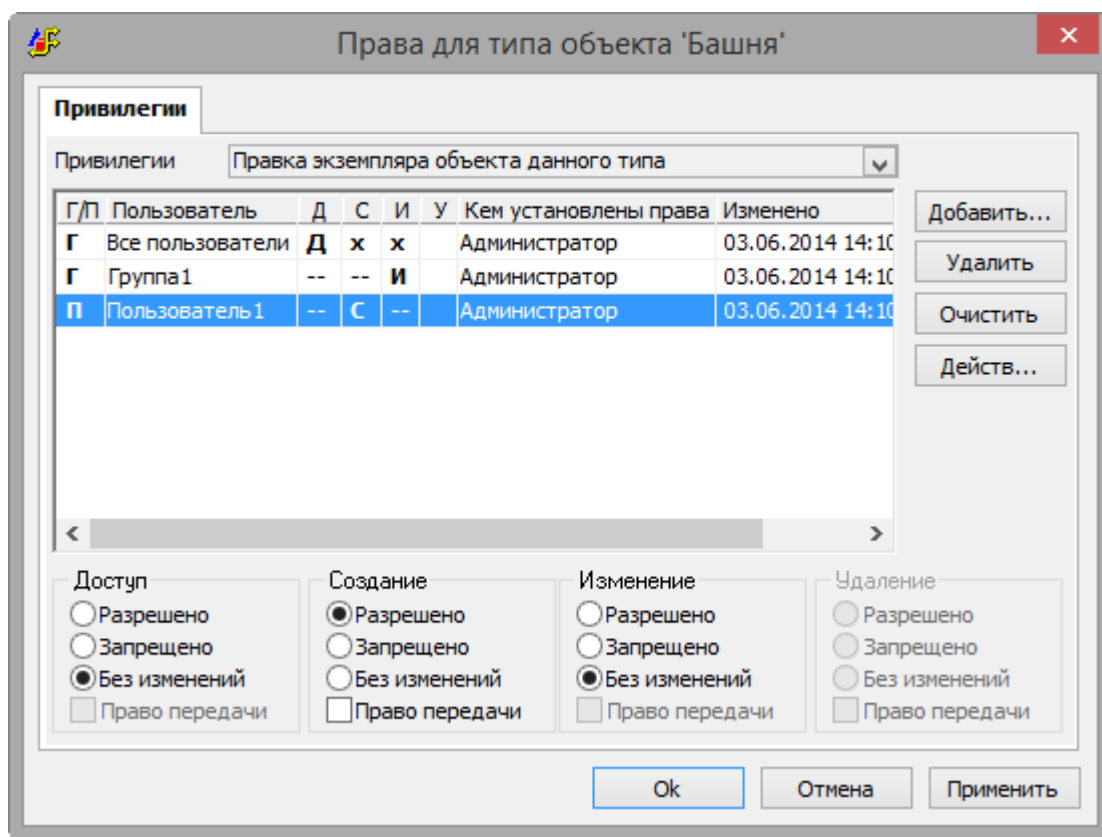 Права для типа объекта 'Башня'
Привилегии
Привилегии Правка экземпляра объекта данного типа
Г/П Пользователь Д С И У Кем установлены права Изменено
Г Все пользователи Д х х Администратор 03.06.2014 14:10
Г Группа1 -- -- И Администратор 03.06.2014 14:10
П Пользователь1 -- С -- Администратор 03.06.2014 14:10
Добавить...
Удалить
Очистить
Действ...
Доступ Создание Изменение Удаление
Разрешено Разрешено Разрешено Разрешено
Запрещено Запрещено Запрещено Запрещено
Без изменений Без изменений Без изменений Без изменений
Право передачи Право передачи Право передачи Право передачи
Ok Отмена Применить